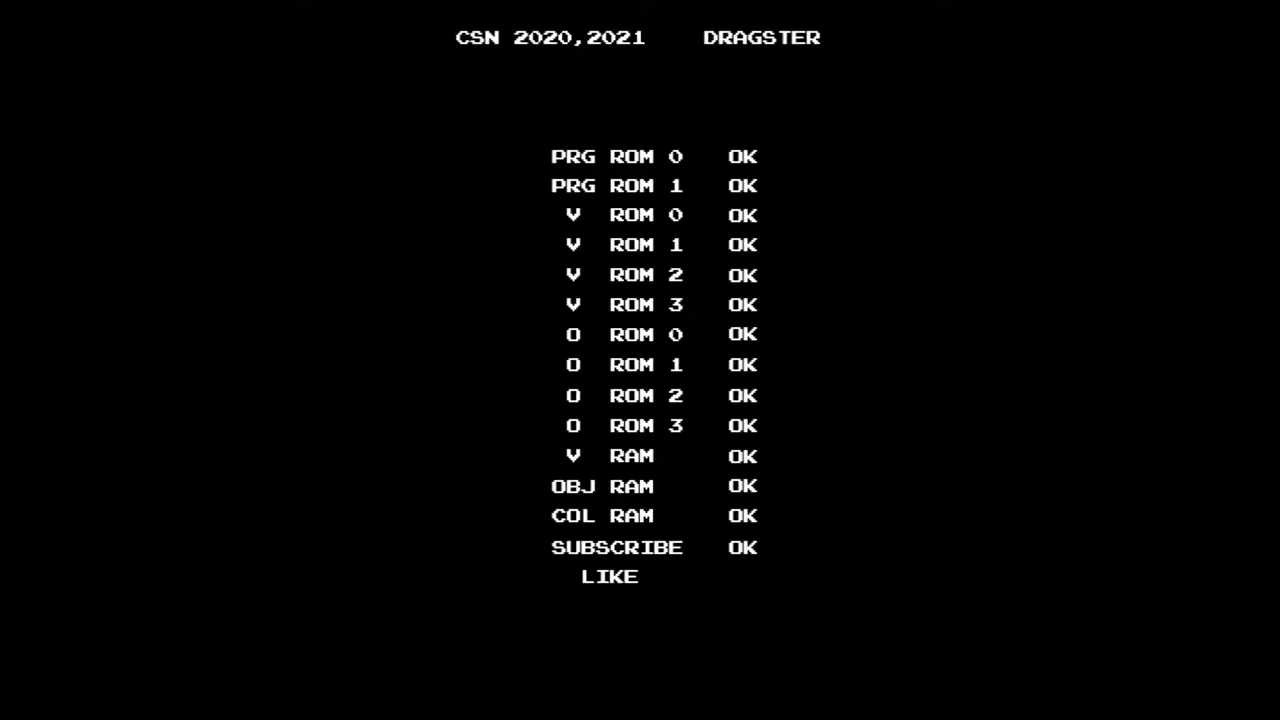 CSN 2020,2021 DRAGSTER
PRG ROM 0 OK
PRG ROM 1 OK
V ROM 0 OK
V ROM 1 OK
V ROM 2 OK
V ROM 3 OK
O ROM 0 OK
O ROM 1 OK
O ROM 2 OK
O ROM 3 OK
V RAM OK
OBJ RAM OK
COL RAM OK
SUBSCRIBE OK
LIKE